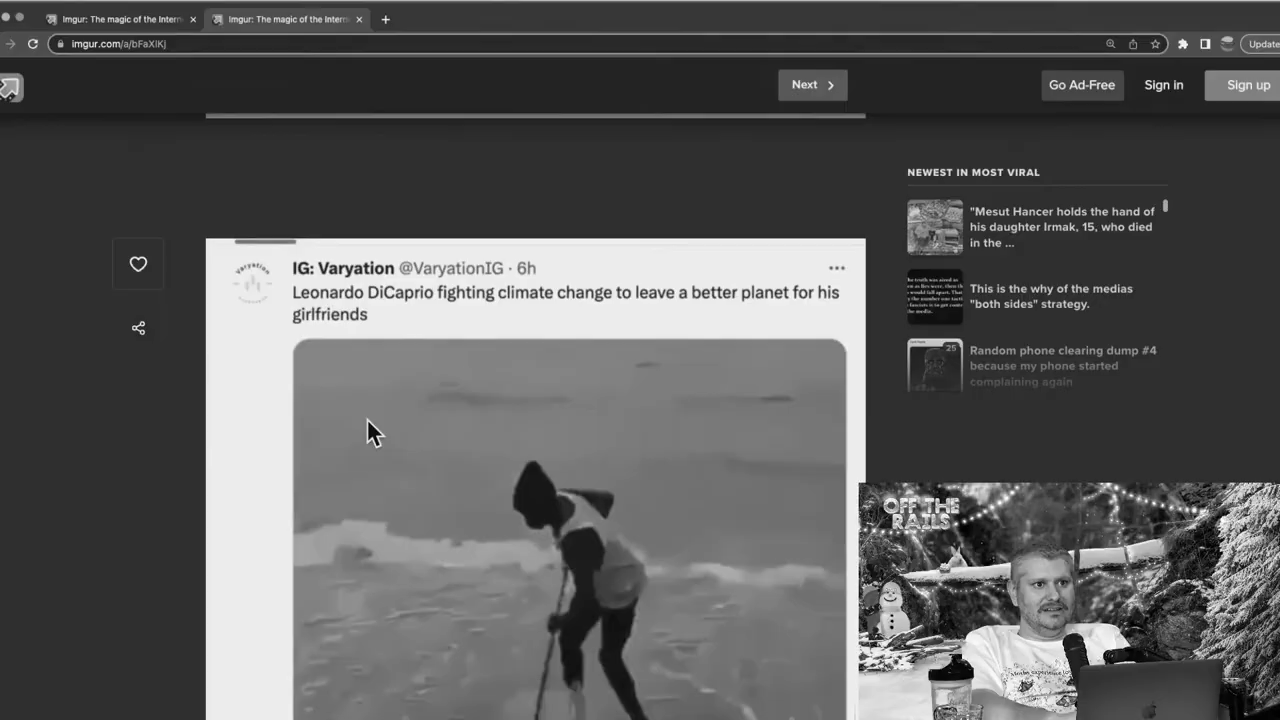 Imgur: The magic of the Intern
Imgur: The magic of the Intern
imgur.com/a/bFaXIKj
Update
Next
Go Ad-Free
Sign in
Sign up
IG: Varyation @VaryationIG · 6h
Leonardo DiCaprio fighting climate change to leave a better planet for his
girlfriends
Varyation
NEWEST IN MOST VIRAL
"Mesut Hancer holds the hand of
his daughter Irmak, 15, who died
in the ...
This is the why of the medias
"both sides" strategy.
25
Random phone clearing dump #4
because my phone started
complaining again
OFF THE
RAILS